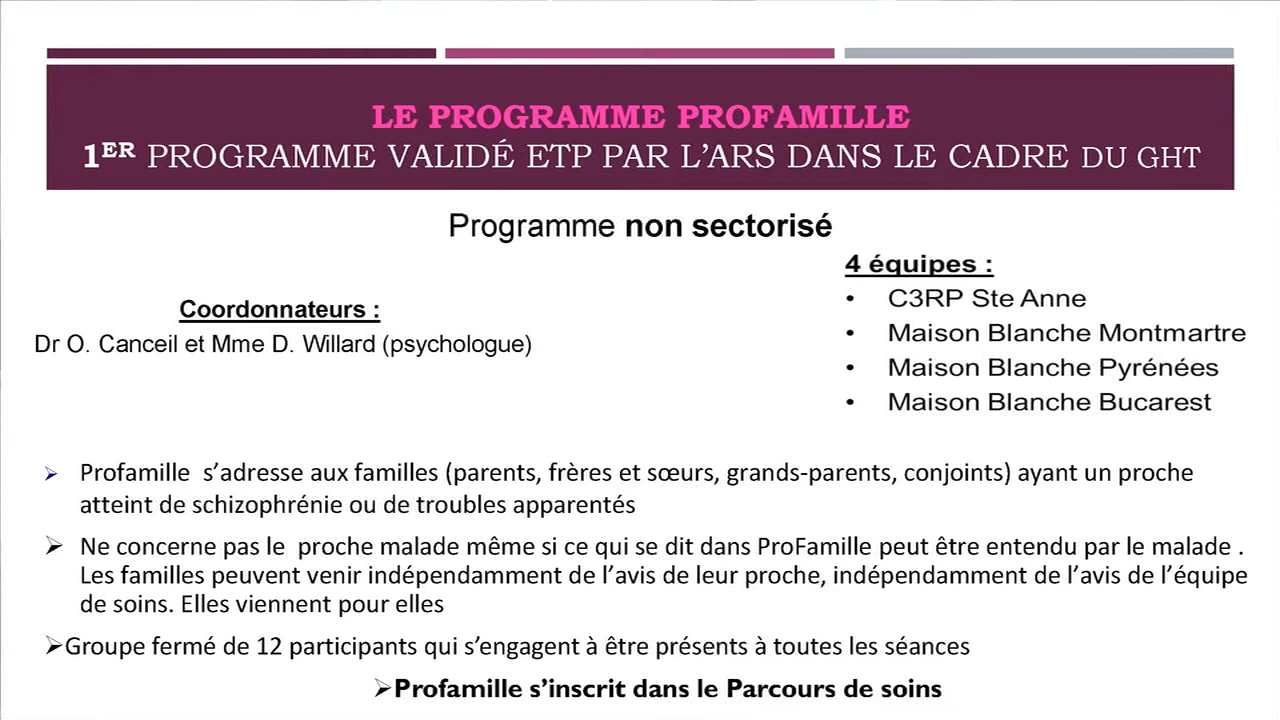 LE PROGRAMME PROFAMILLE
1ER PROGRAMME VALIDÉ ETP PAR L’ARS DANS LE CADRE DU GHT
Programme non sectorisé
Coordonnateurs :
Dr O. Canceil et Mme D. Willard (psychologue)
4 équipes :
• C3RP Ste Anne
• Maison Blanche Montmartre
• Maison Blanche Pyrénées
• Maison Blanche Bucarest
➢ Profamille s’adresse aux familles (parents, frères et sœurs, grands-parents, conjoints) ayant un proche
atteint de schizophrénie ou de troubles apparentés
➢ Ne concerne pas le proche malade même si ce qui se dit dans ProFamille peut être entendu par le malade .
Les familles peuvent venir indépendamment de l’avis de leur proche, indépendamment de l’avis de l’équipe
de soins. Elles viennent pour elles
➢Groupe fermé de 12 participants qui s’engagent à être présents à toutes les séances
➢Profamille s’inscrit dans le Parcours de soins